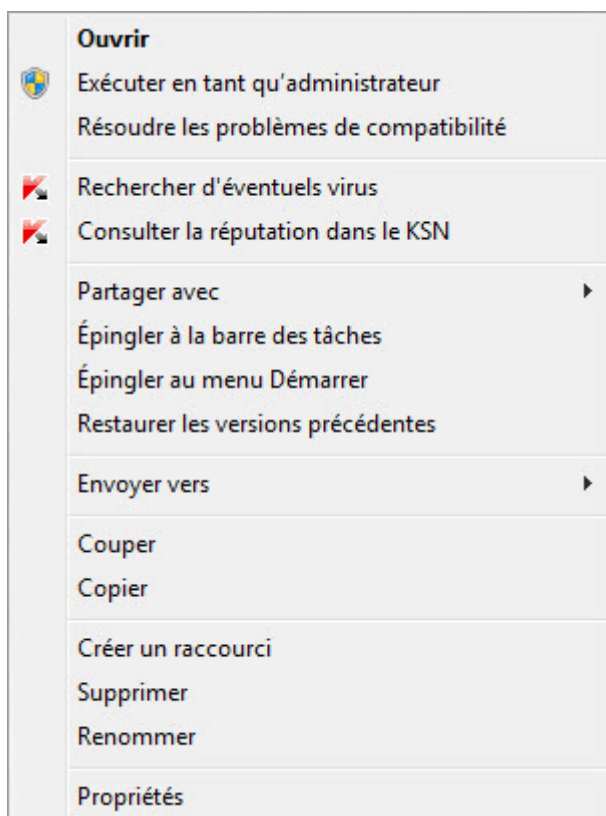 Ouvrir
Exécuter en tant qu'administrateur
Résoudre les problèmes de compatibilité
Rechercher d'éventuels virus
Consulter la réputation dans le KSN
Partager avec
Épingler à la barre des tâches
Épingler au menu Démarrer
Restaurer les versions précédentes
Envoyer vers
Couper
Copier
Créer un raccourci
Supprimer
Renommer
Propriétés